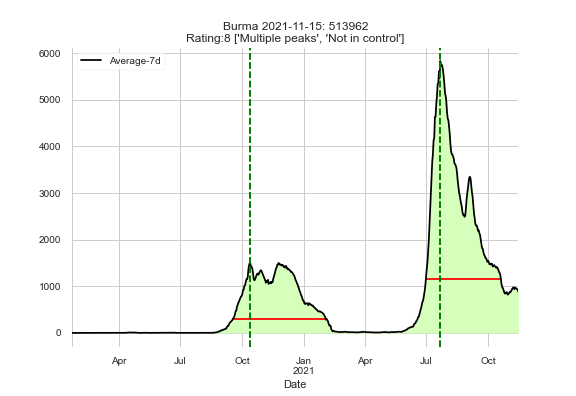 Burma 2021-11-15: 513962
Rating:8 ['Multiple peaks', 'Not in control']
Average-7d
6000
5000
4000
3000
2000
1000
0
Apr Jul Oct Jan Apr Jul Oct
2021
Date